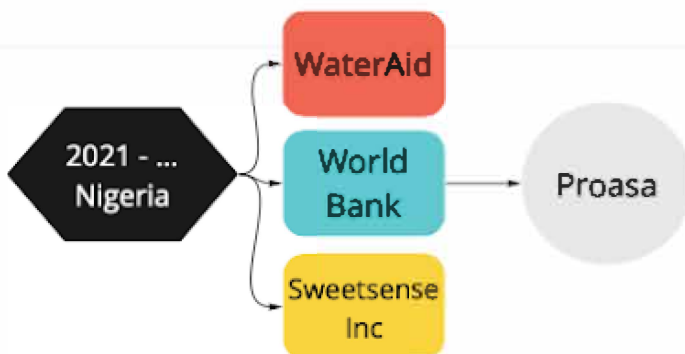 2021 - ...
Nigeria
WaterAid
World
Bank
Proasa
Sweetsense
Inc